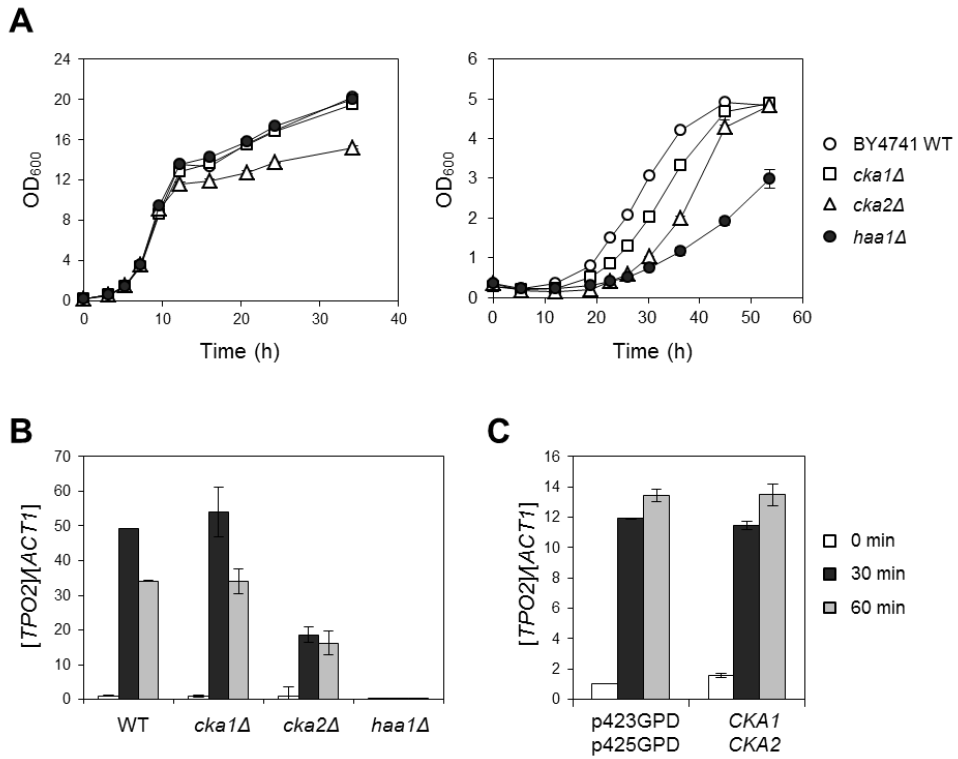 A
24
20
16
12
8
4
0
OD600
0 10 20 30 40
Time (h)
6
5
4
3
2
1
0
OD600
0 10 20 30 40 50 60
Time (h)
BY4741 WT
cka1Δ
cka2Δ
haa1Δ
B
70
60
50
40
30
20
10
0
[TPO2]/[ACT1]
WT cka1Δ cka2Δ haa1Δ
C
16
14
12
10
8
6
4
2
0
[TPO2]/[ACT1]
p423GPD CKA1
p425GPD CKA2
0 min
30 min
60 min